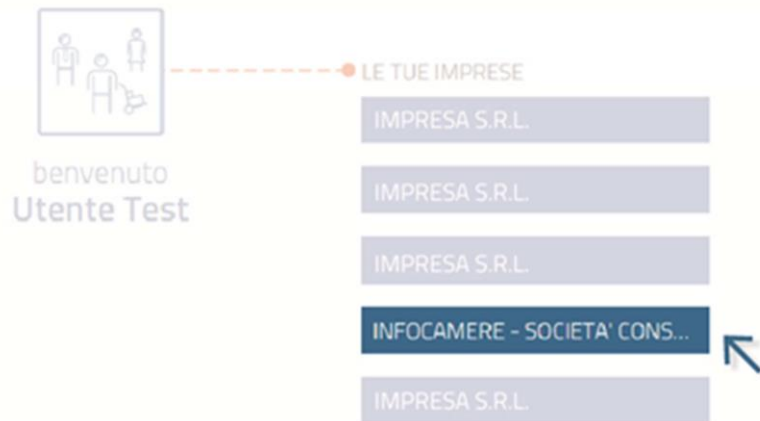 LE TUE IMPRESE
IMPRESA S.R.L.
benvenuto
Utente Test
IMPRESA S.R.L.
IMPRESA S.R.L.
INFOCAMERE - SOCIETA' CONS...
IMPRESA S.R.L.